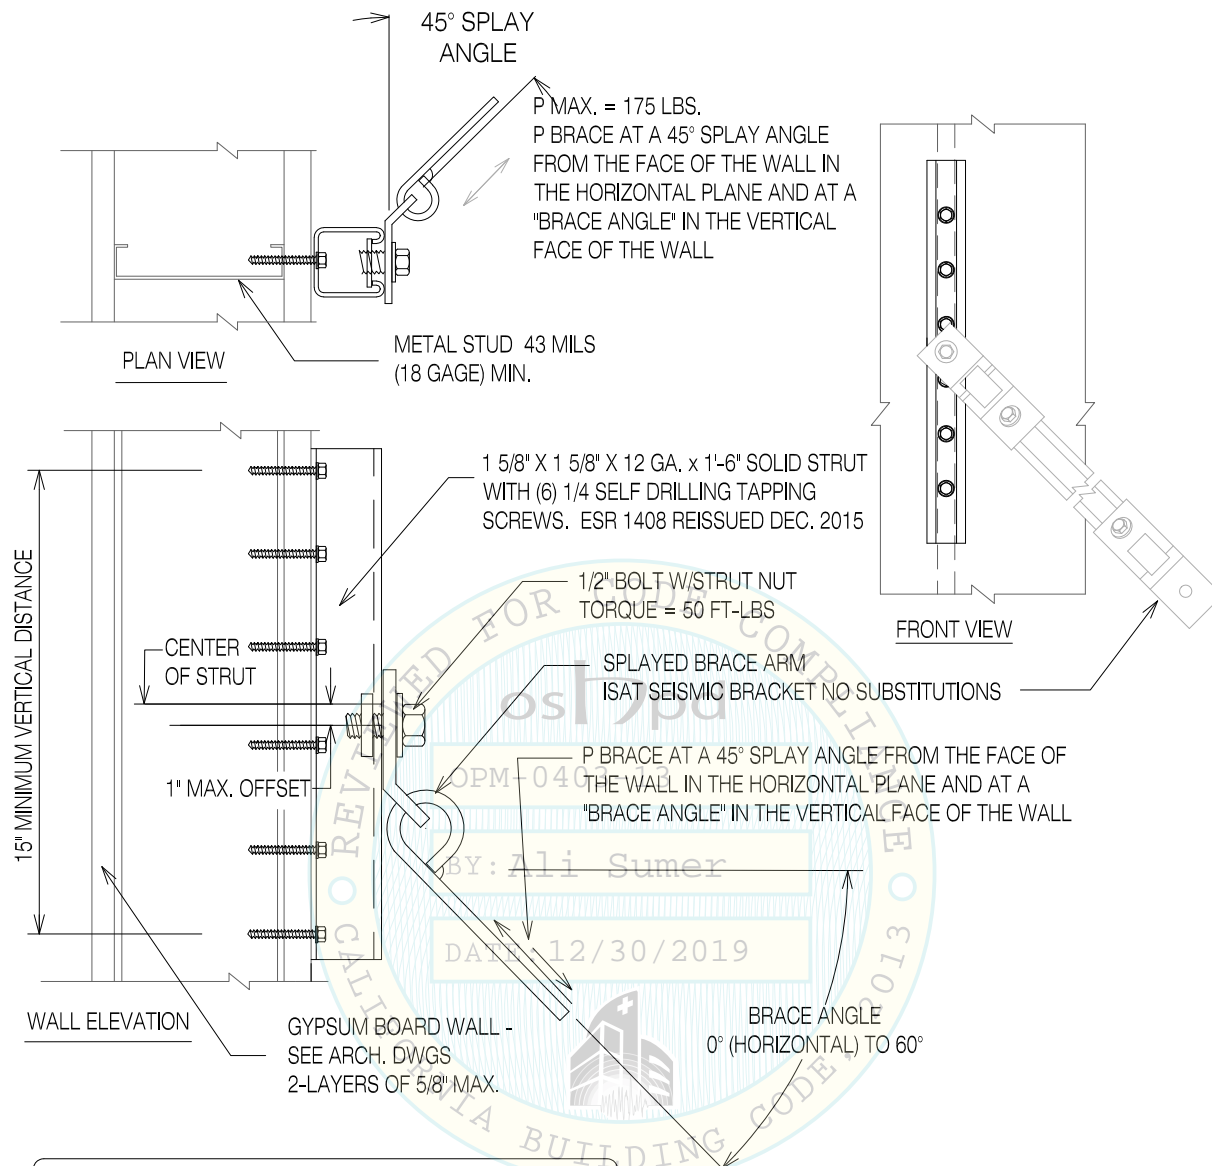 45° SPLAY
ANGLE
P MAX. = 175 LBS.
P BRACE AT A 45° SPLAY ANGLE
FROM THE FACE OF THE WALL IN
THE HORIZONTAL PLANE AND AT A
"BRACE ANGLE" IN THE VERTICAL
FACE OF THE WALL
METAL STUD 43 MILS
(18 GAGE) MIN.
PLAN VIEW
1 5/8" X 1 5/8" X 12 GA. x 1'-6" SOLID STRUT
WITH (6) 1/4 SELF DRILLING TAPPING
SCREWS. ESR 1408 REISSUED DEC. 2015
15" MINIMUM VERTICAL DISTANCE
1/2" BOLT W/STRUT NUT
TORQUE = 50 FT-LBS
FRONT VIEW
CENTER
OF STRUT
SPLAYED BRACE ARM
ISAT SEISMIC BRACKET NO SUBSTITUTIONS
1" MAX. OFFSET
P BRACE AT A 45° SPLAY ANGLE FROM THE FACE OF
THE WALL IN THE HORIZONTAL PLANE AND AT A
"BRACE ANGLE" IN THE VERTICAL FACE OF THE WALL
REVIEWED FOR CODE COMPLIANCE
oshpd
OPM-0403-13
BY: Ali Sumer
DATE: 12/30/2019
CALIFORNIA BUILDING CODE, 2013
WALL ELEVATION
GYPSUM BOARD WALL -
SEE ARCH. DWGS
2-LAYERS OF 5/8" MAX.
BRACE ANGLE
0° (HORIZONTAL) TO 60°